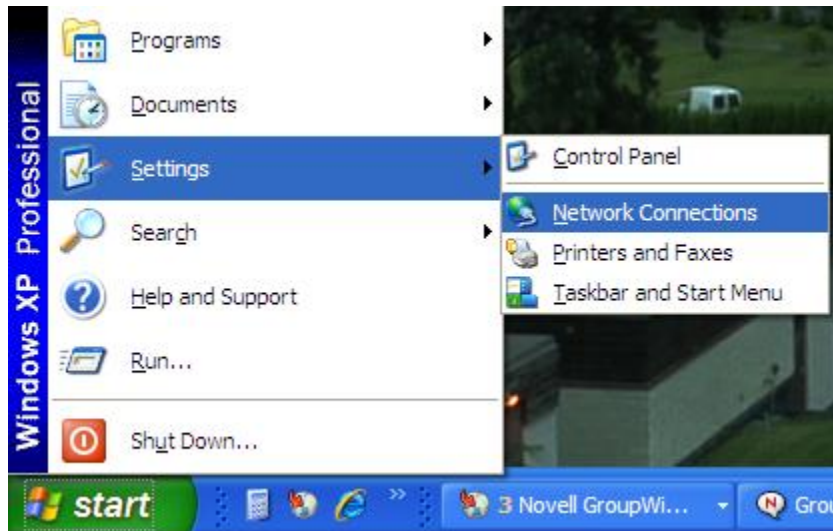 Programs
Documents
Settings
Search
Help and Support
Run...
Shut Down...
Windows XP Professional
Control Panel
Network Connections
Printers and Faxes
Taskbar and Start Menu
start
3 Novell GroupWi...
N
Gro